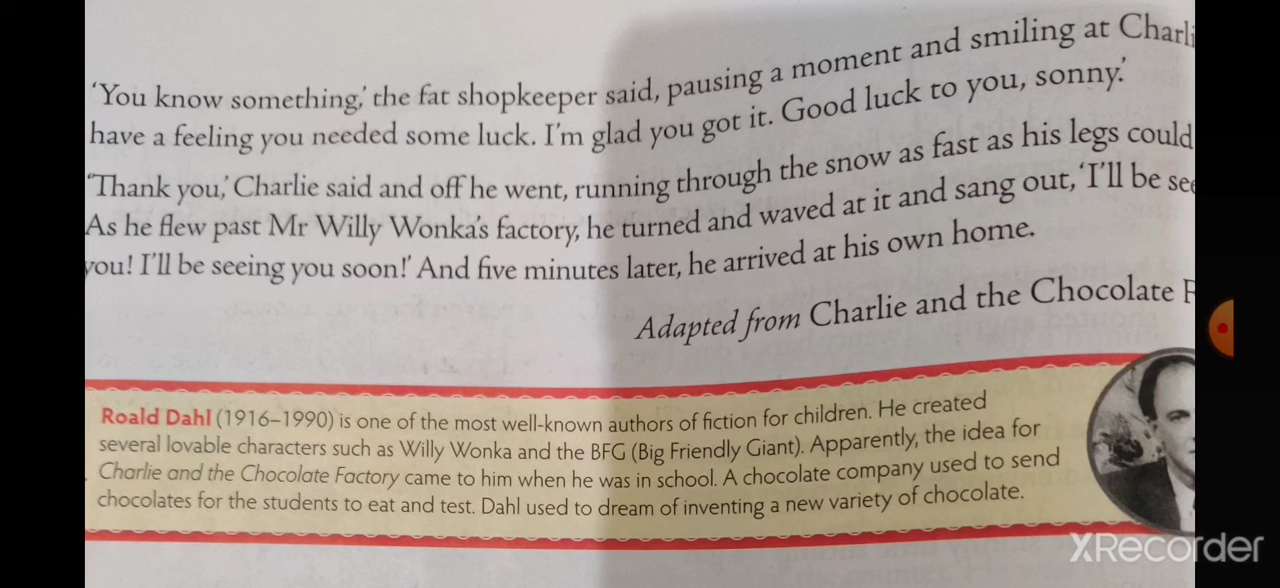 'You know something,' the fat shopkeeper said, pausing a moment and smiling at
have a feeling you needed some luck. I'm glad you got it. Good luck to you, sonny.'
'Thank you,' Charlie said and off he went, running through the snow as fast as his legs could
As he flew past Mr Willy Wonka's factory, he turned and waved at it and sang out, 'I'll be
you! I'll be seeing you soon!' And five minutes later, he arrived at his own home.
Adapted from Charlie and the Chocolate
Roald Dahl (1916–1990) is one of the most well-known authors of fiction for children. He created
several lovable characters such as Willy Wonka and the BFG (Big Friendly Giant). Apparently, the idea for
Charlie and the Chocolate Factory came to him when he was in school. A chocolate company used to send
chocolates for the students to eat and test. Dahl used to dream of inventing a new variety of chocolate.
XRecorder